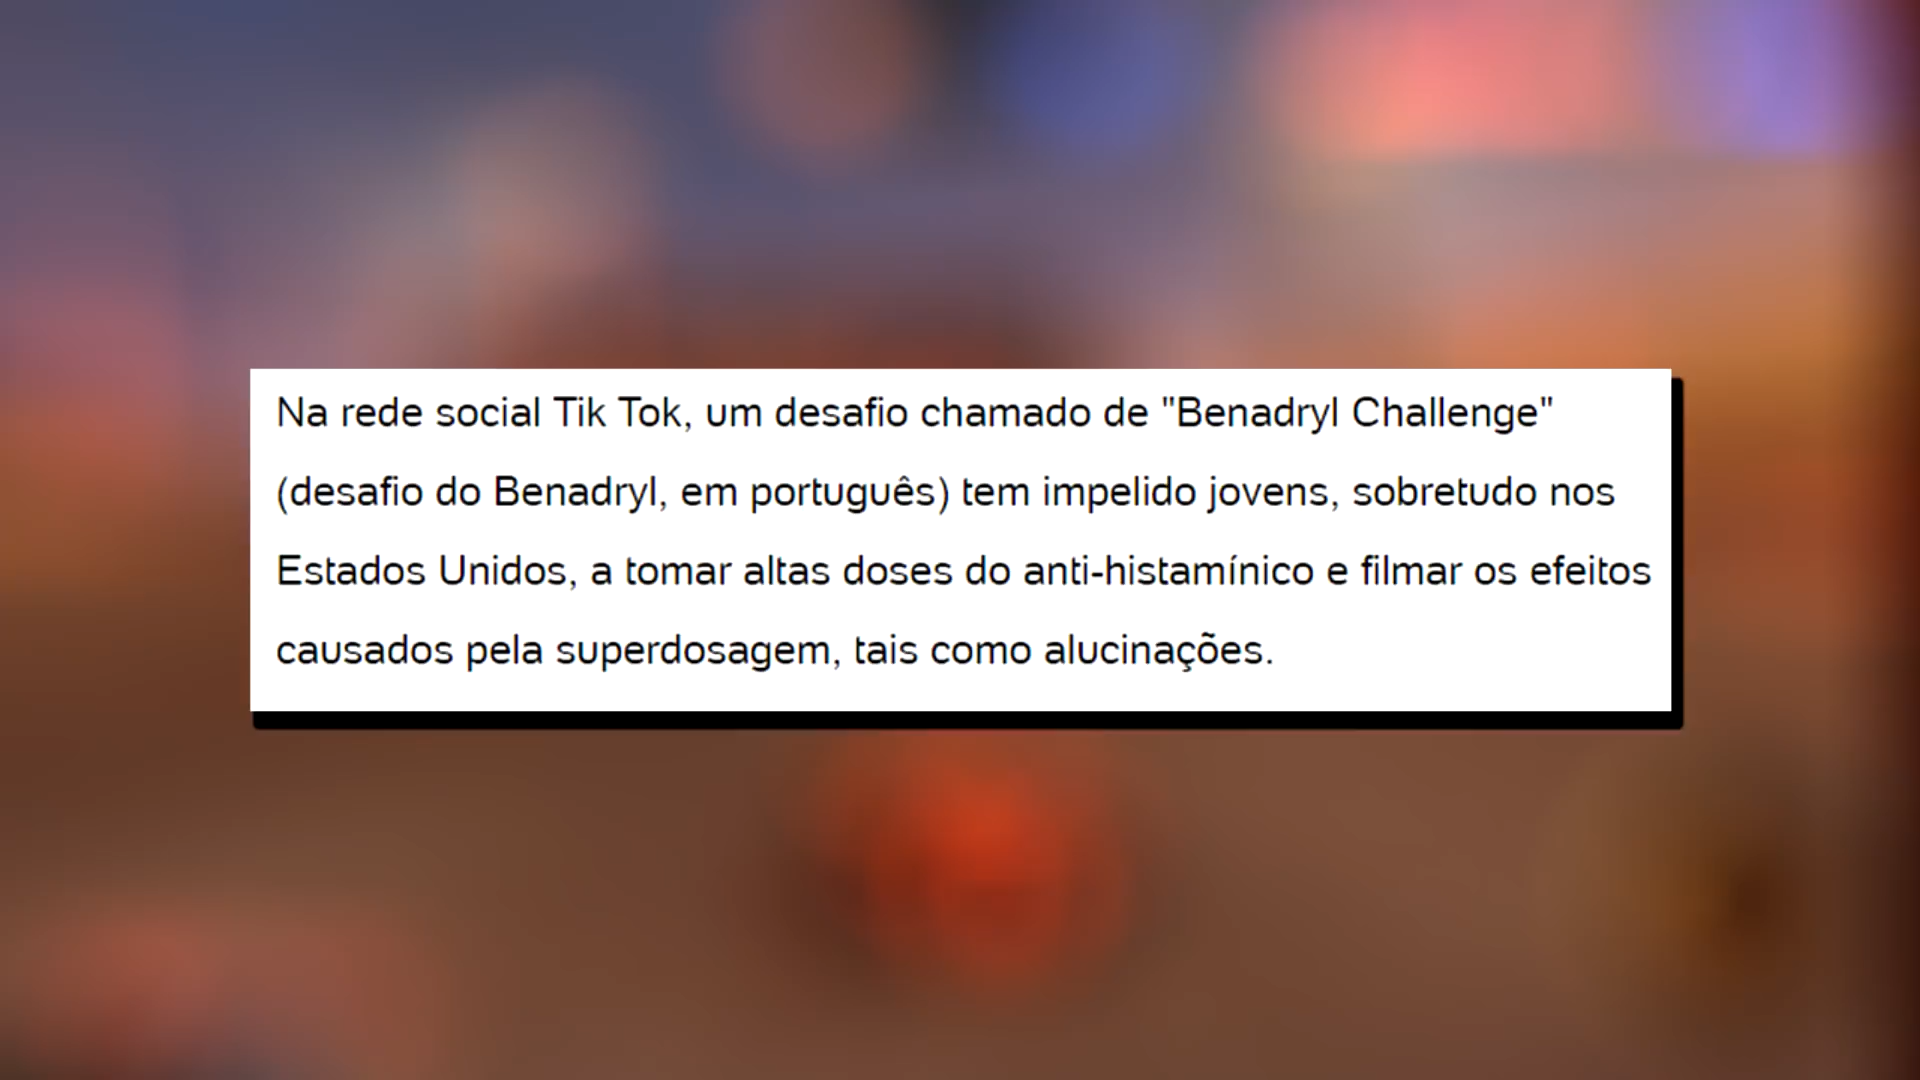 Na rede social Tik Tok, um desafio chamado de "Benadryl Challenge"
(desafio do Benadryl, em português) tem impelido jovens, sobretudo nos
Estados Unidos, a tomar altas doses do anti-histamínico e filmar os efeitos
causados pela superdosagem, tais como alucinações.